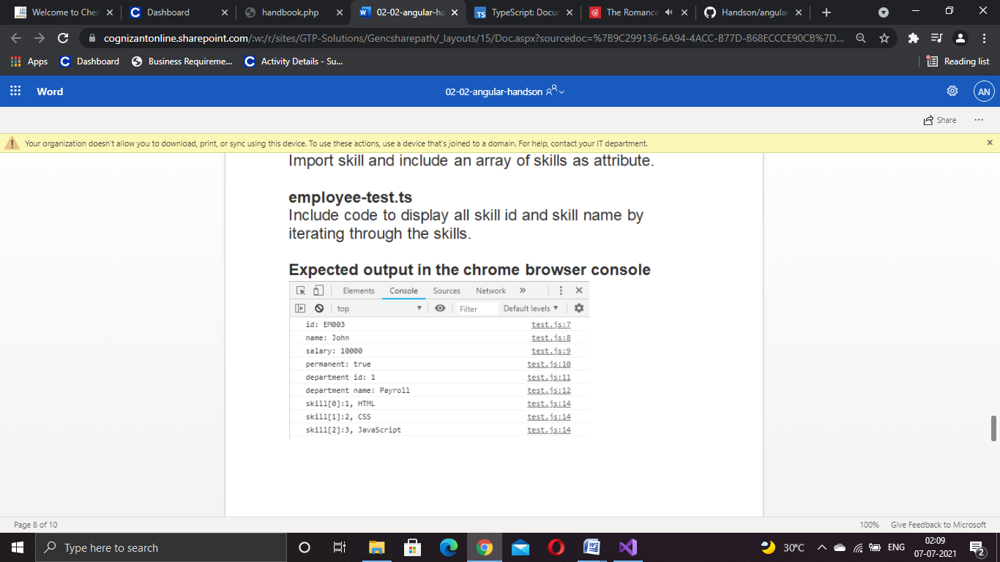 Welcome to Cher
Dashboard
handbook.php
02-02-angular-ha
TypeScript: Docur
The Romance
Handson/angular
cognizantonline.sharepoint.com/:w:/r/sites/GTP-Solutions/Gencsharepath/_layouts/15/Doc.aspx?sourcedoc=%7B9C299136-6A94-4ACC-B77D-B68ECCCE90CB%7D...
Apps
Dashboard
Business Requireme...
Activity Details - Su...
Reading list
Word
02-02-angular-handson
AN
Share
Your organization doesn't allow you to download, print, or sync using this device. To use these actions, use a device that's joined to a domain. For help, contact your IT department.
Import skill and include an array of skills as attribute.
employee-test.ts
Include code to display all skill id and skill name by
iterating through the skills.
Expected output in the chrome browser console
Elements Console Sources Network »
top Filter Default levels
id: EM003 test.js:7
name: John test.js:8
salary: 10000 test.js:9
permanent: true test.js:10
department id: 1 test.js:11
department name: Payroll test.js:12
skill[0]:1, HTML test.js:14
skill[1]:2, CSS test.js:14
skill[2]:3, JavaScript test.js:14
Page 8 of 10
100% Give Feedback to Microsoft
Type here to search
30°C
ENG
02:09
07-07-2021
2